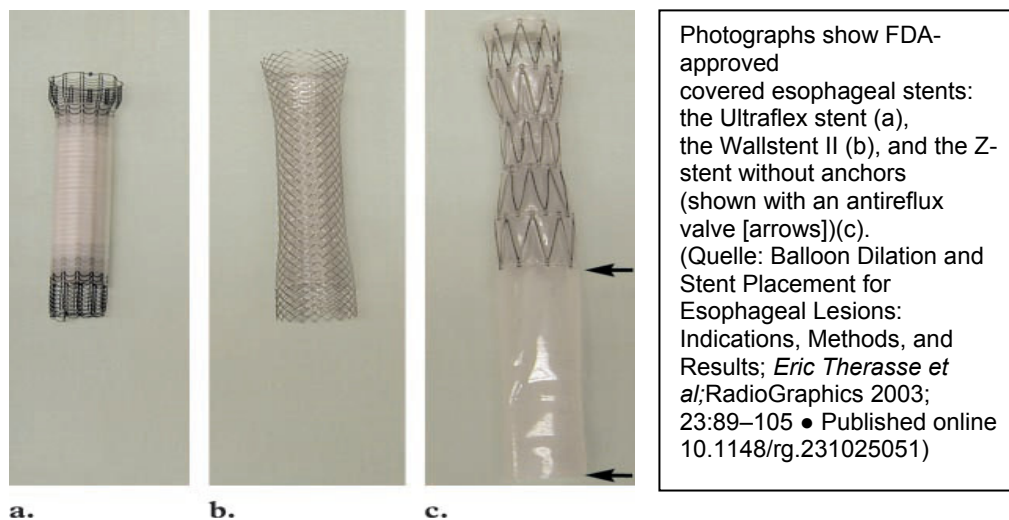 Photographs show FDA-
approved
covered esophageal stents:
the Ultraflex stent (a),
the Wallstent II (b), and the Z-
stent without anchors
(shown with an antireflux
valve [arrows])(c).
(Quelle: Balloon Dilation and
Stent Placement for
Esophageal Lesions:
Indications, Methods, and
Results; Eric Therasse et
al;RadioGraphics 2003;
23:89–105 ● Published online
10.1148/rg.231025051)
a. b. c.